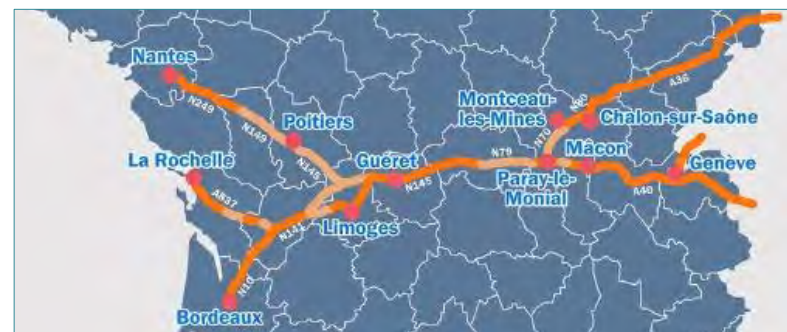 Nantes
N249
N149
Poitiers
N145
La Rochelle
A837
N141
N10
Bordeaux
Limoges
Guéret
N145
N79
Montceau-
les-Mines
N70
N80
A36
Chalon-sur-Saône
Mâcon
Paray-le-
Monial
A40
Genève